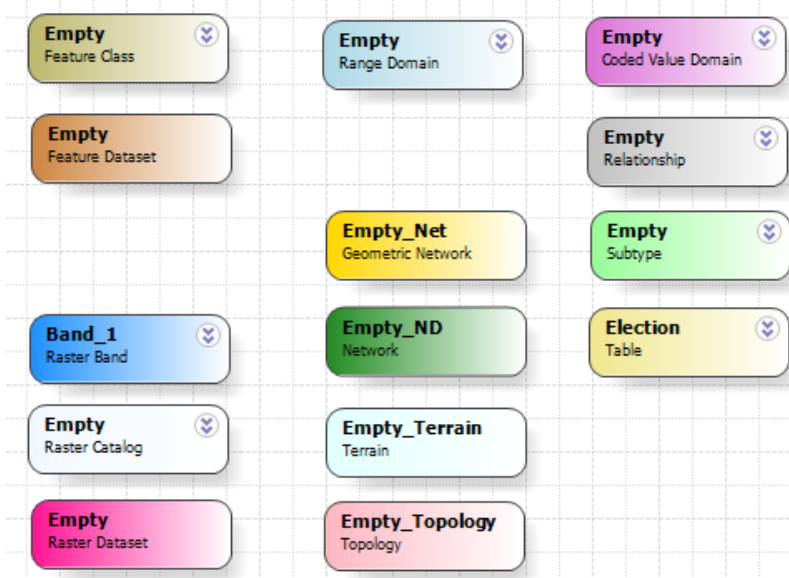 Empty
Feature Class
Empty
Range Domain
Empty
Coded Value Domain
Empty
Feature Dataset
Empty
Relationship
Empty_Net
Geometric Network
Empty
Subtype
Band_1
Raster Band
Empty_ND
Network
Election
Table
Empty
Raster Catalog
Empty_Terrain
Terrain
Empty
Raster Dataset
Empty_Topology
Topology